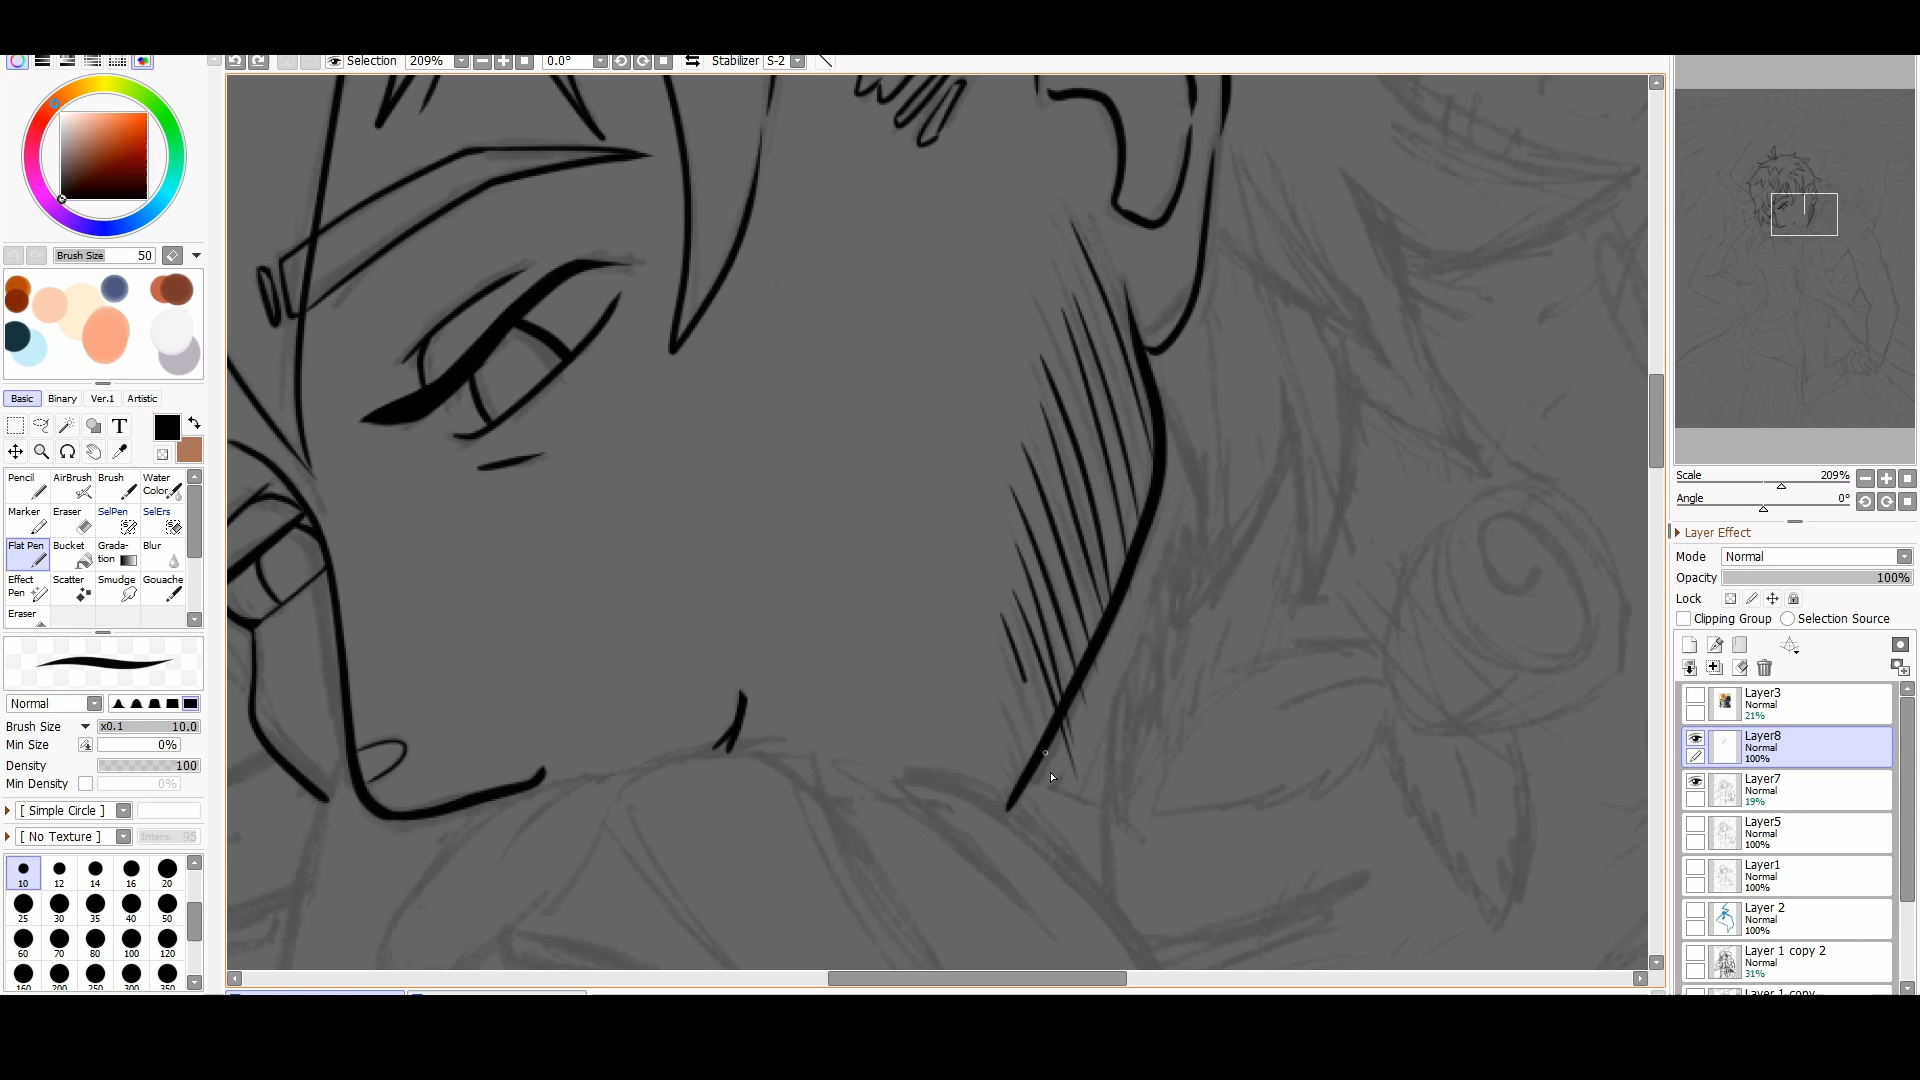 Selection 209% 0.0° Stabilizer S-2
Brush Size 50
Basic Binary Ver.1 Artistic
T
Pencil AirBrush Brush Water Color
Marker Eraser SelPen SelErs
Flat Pen Bucket Grada-tion Blur
Effect Pen Scatter Smudge Gouache
Eraser
Normal
Brush Size x0.1 10.0
Min Size 0%
Density 100
Min Density 0%
[ Simple Circle ]
[ No Texture ] Intens. 95
10 12 14 16 20
25 30 35 40 50
60 70 80 100 120
160 200 250 300 350
Scale 209%
Angle 0°
Layer Effect
Mode Normal
Opacity 100%
Lock
Clipping Group Selection Source
Layer3
Normal
21%
Layer8
Normal
100%
Layer7
Normal
19%
Layer5
Normal
100%
Layer1
Normal
100%
Layer 2
Normal
100%
Layer 1 copy 2
Normal
31%
Layer 1 copy